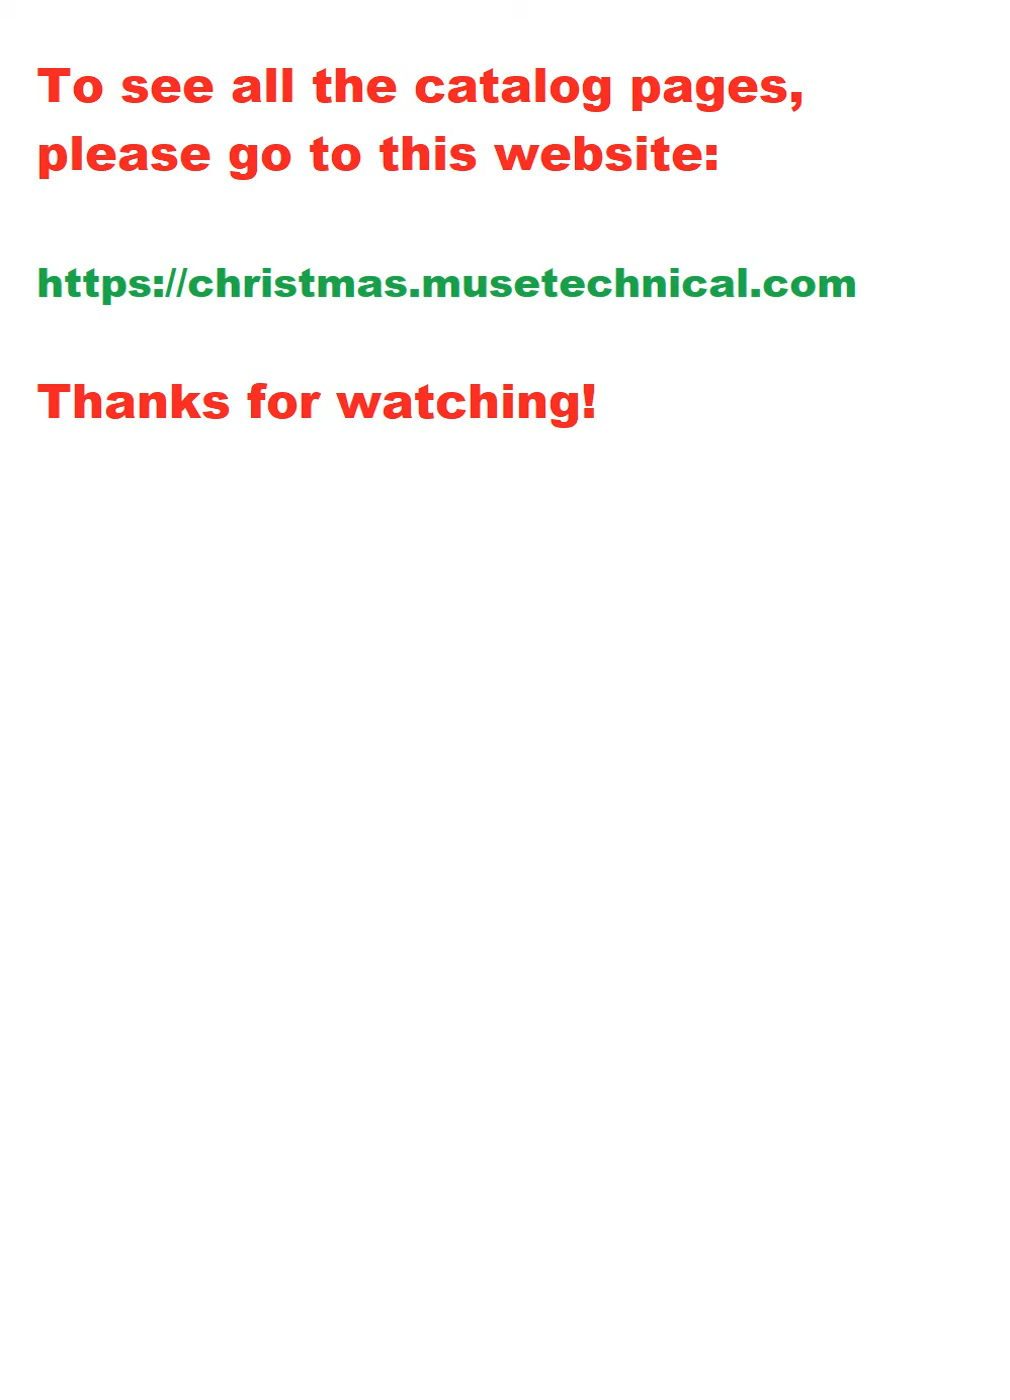 To see all the catalog pages,
please go to this website:
https://christmas.musetechnical.com
Thanks for watching!